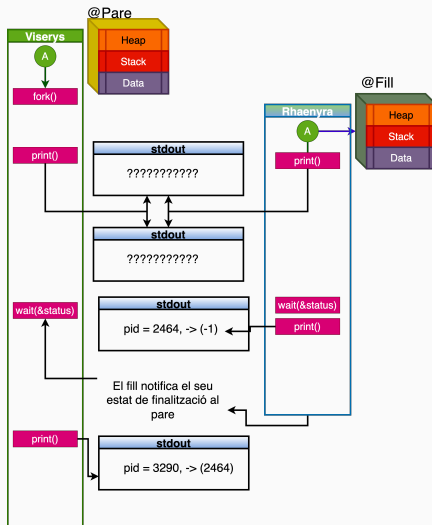 @Pare
Viserys
A
Heap
Stack
Data
fork()
@Fill
Rhaenyra
A
Heap
Stack
Data
print()
stdout
???????????
print()
stdout
???????????
wait(&status)
stdout
pid = 2464, -> (-1)
wait(&status)
print()
El fill notifica el seu
estat de finalització al
pare
print()
stdout
pid = 3290, -> (2464)